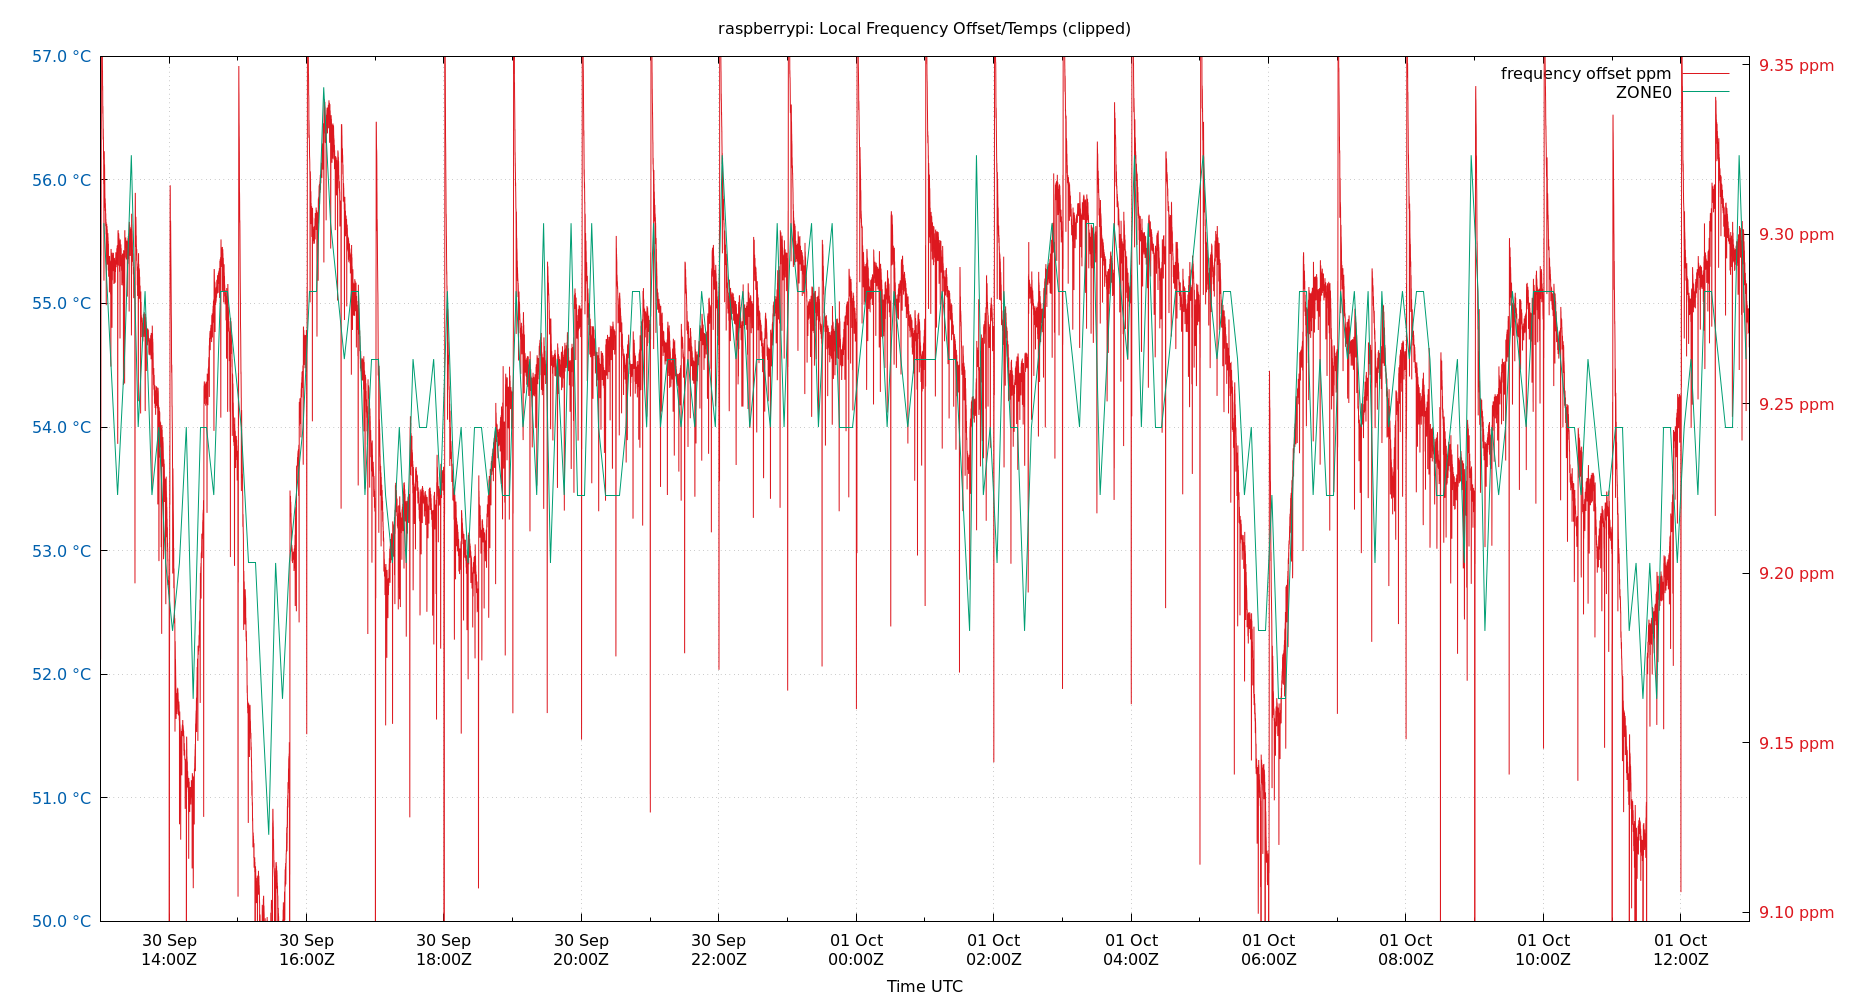 raspberrypi: Local Frequency Offset/Temps (clipped)
57.0 °C
56.0 °C
55.0 °C
54.0 °C
53.0 °C
52.0 °C
51.0 °C
50.0 °C
frequency offset ppm
ZONE0
9.35 ppm
9.30 ppm
9.25 ppm
9.20 ppm
9.15 ppm
9.10 ppm
30 Sep
14:00Z
30 Sep
16:00Z
30 Sep
18:00Z
30 Sep
20:00Z
30 Sep
22:00Z
01 Oct
00:00Z
01 Oct
02:00Z
01 Oct
04:00Z
01 Oct
06:00Z
01 Oct
08:00Z
01 Oct
10:00Z
01 Oct
12:00Z
Time UTC